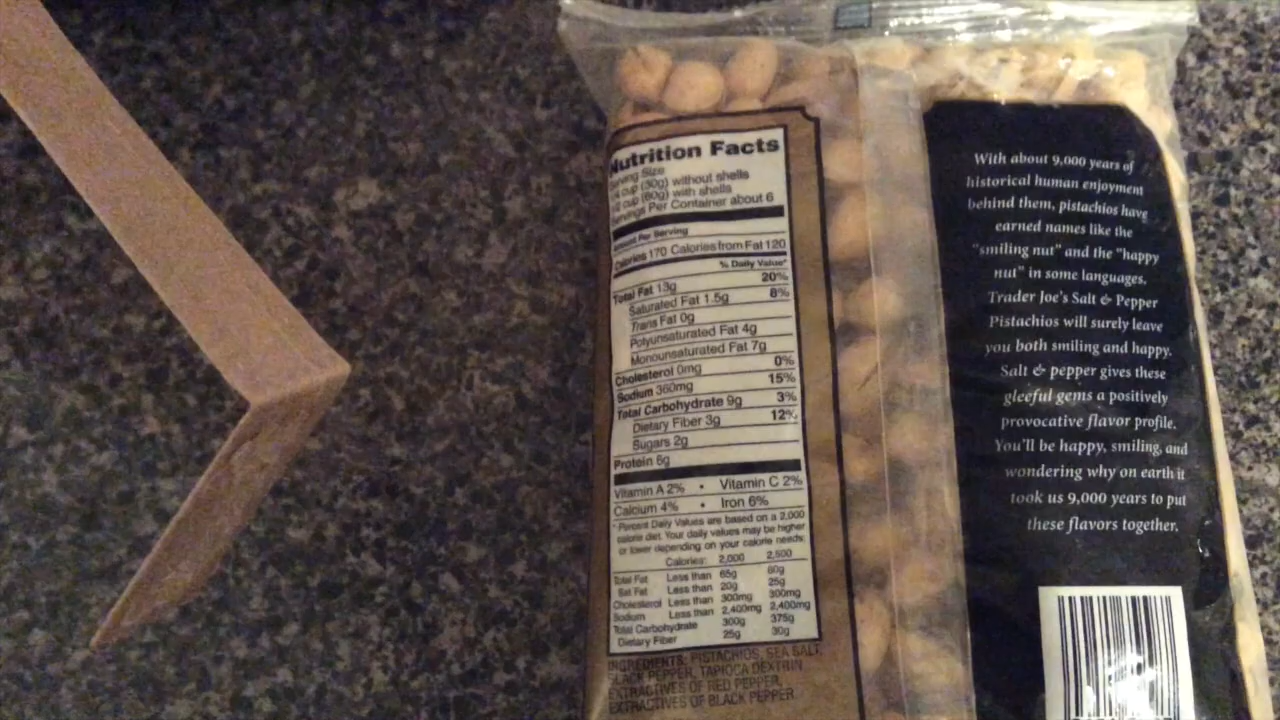 Nutrition Facts
Serving Size
cup (30g) without shells
cup (60g) with shells
Servings Per Container about 6
Amount Per Serving
Calories 170 Calories from Fat 120
% Daily Value*
Total Fat 13g 20%
Saturated Fat 1.5g 8%
Trans Fat 0g
Polyunsaturated Fat 4g
Monounsaturated Fat 7g
Cholesterol 0mg 0%
Sodium 360mg 15%
Total Carbohydrate 9g 3%
Dietary Fiber 3g 12%
Sugars 2g
Protein 6g
Vitamin A 2% • Vitamin C 2%
Calcium 4% • Iron 6%
* Percent Daily Values are based on a 2,000
calorie diet. Your daily values may be higher
or lower depending on your calorie needs:
Calories: 2,000 2,500
Total Fat Less than 65g 80g
Sat Fat Less than 20g 25g
Cholesterol Less than 300mg 300mg
Sodium Less than 2,400mg 2,400mg
Total Carbohydrate 300g 375g
Dietary Fiber 25g 30g
INGREDIENTS: PISTACHIOS, SEA SALT,
BLACK PEPPER, TAPIOCA DEXTRIN
EXTRACTIVES OF RED PEPPER,
EXTRACTIVES OF BLACK PEPPER
With about 9,000 years of
historical human enjoyment
behind them, pistachios have
earned names like the
"smiling nut" and the "happy
nut" in some languages.
Trader Joe's Salt & Pepper
Pistachios will surely leave
you both smiling and happy.
Salt & pepper gives these
gleeful gems a positively
provocative flavor profile.
You'll be happy, smiling, and
wondering why on earth it
took us 9,000 years to put
these flavors together.